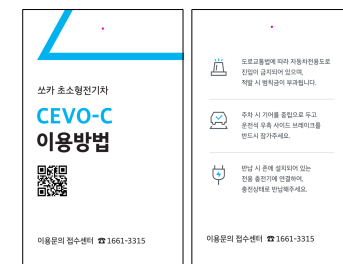 쏘카 초소형전기차
CEVO-C
이용방법
이용문의 접수센터 ☎ 1661-3315
도로교통법에 따라 자동차전용도로
진입이 금지되어 있으며,
적발 시 범칙금이 부과됩니다.
주차 시 기어를 중립으로 두고
운전석 우측 사이드 브레이크를
반드시 잠가주세요.
반납 시 존에 설치되어 있는
전용 충전기에 연결하여,
충전상태로 반납해주세요.
이용문의 접수센터 ☎ 1661-3315